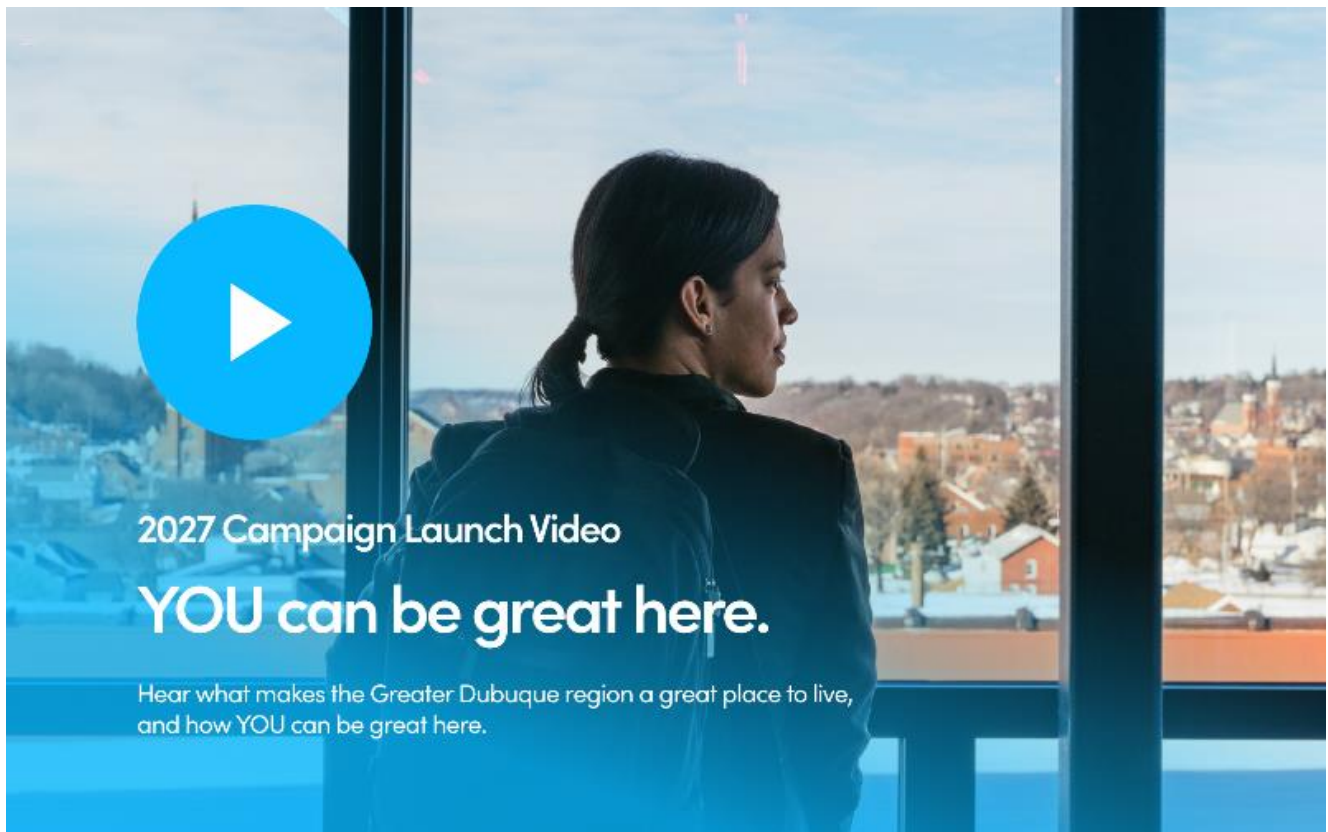 2027 Campaign Launch Video
YOU can be great here.
Hear what makes the Greater Dubuque region a great place to live,
and how YOU can be great here.